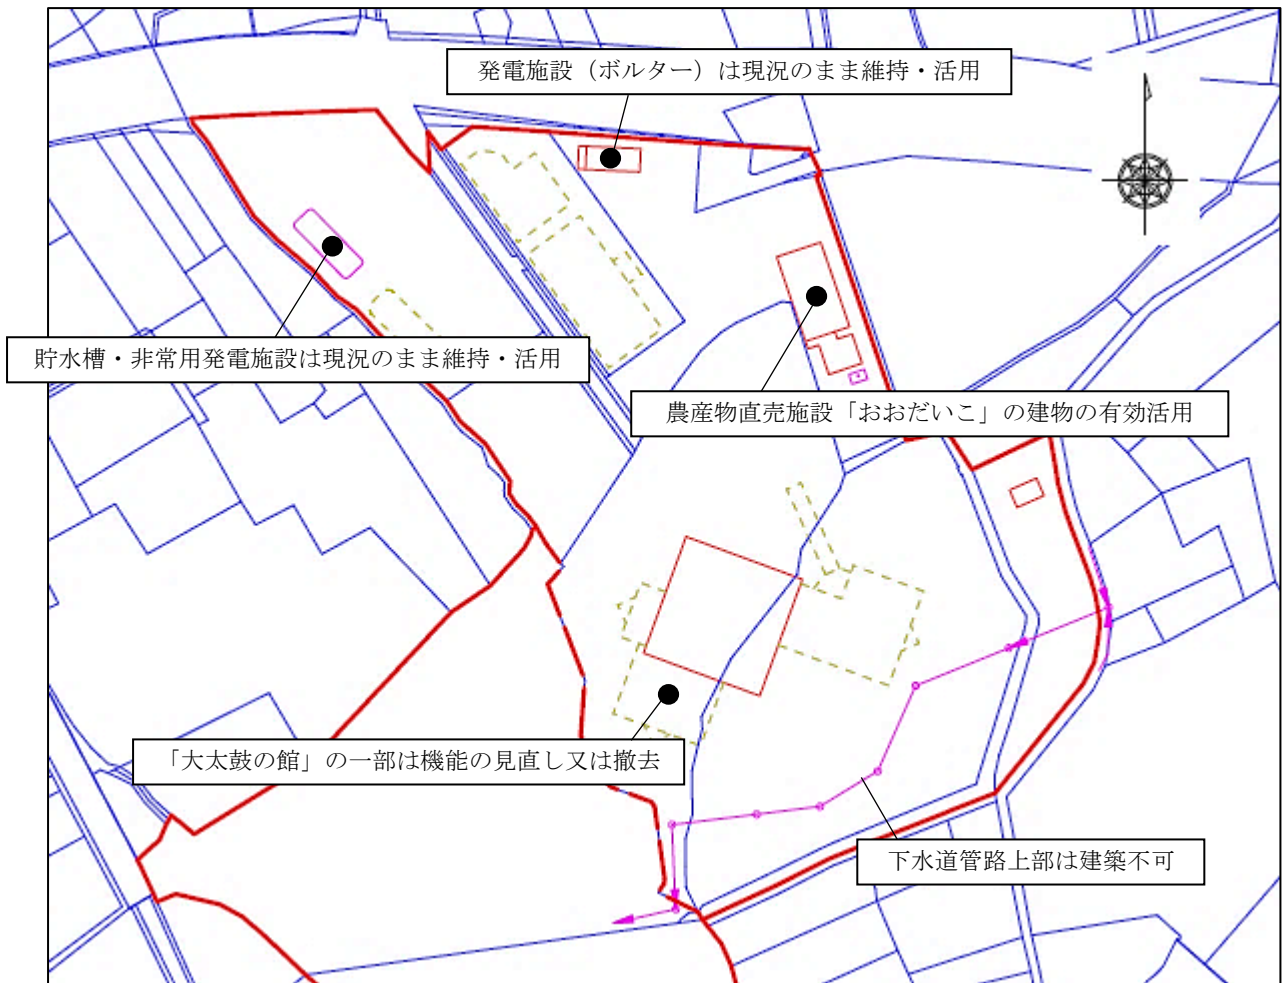 発電施設（ボルター）は現況のまま維持・活用
貯水槽・非常用発電施設は現況のまま維持・活用
農産物直売施設「おおだいこ」の建物の有効活用
「大太鼓の館」の一部は機能の見直し又は撤去
下水道管路上部は建築不可